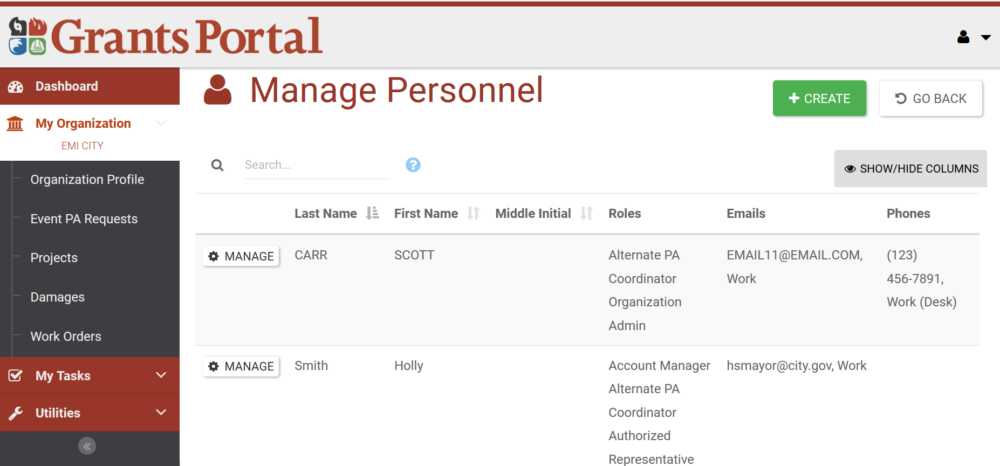 FEMA
Grants Portal
Dashboard
My Organization
EMI CITY
Organization Profile
Event PA Requests
Projects
Damages
Work Orders
My Tasks
Utilities
Manage Personnel
CREATE
GO BACK
Search...
?
SHOW/HIDE COLUMNS
Last Name First Name Middle Initial Roles Emails Phones
MANAGE CARR SCOTT Alternate PA EMAIL11@EMAIL.COM, (123)
Coordinator Work 456-7891,
Organization Work (Desk)
Admin
MANAGE Smith Holly Account Manager hsmayor@city.gov, Work
Alternate PA
Coordinator
Authorized
Representative